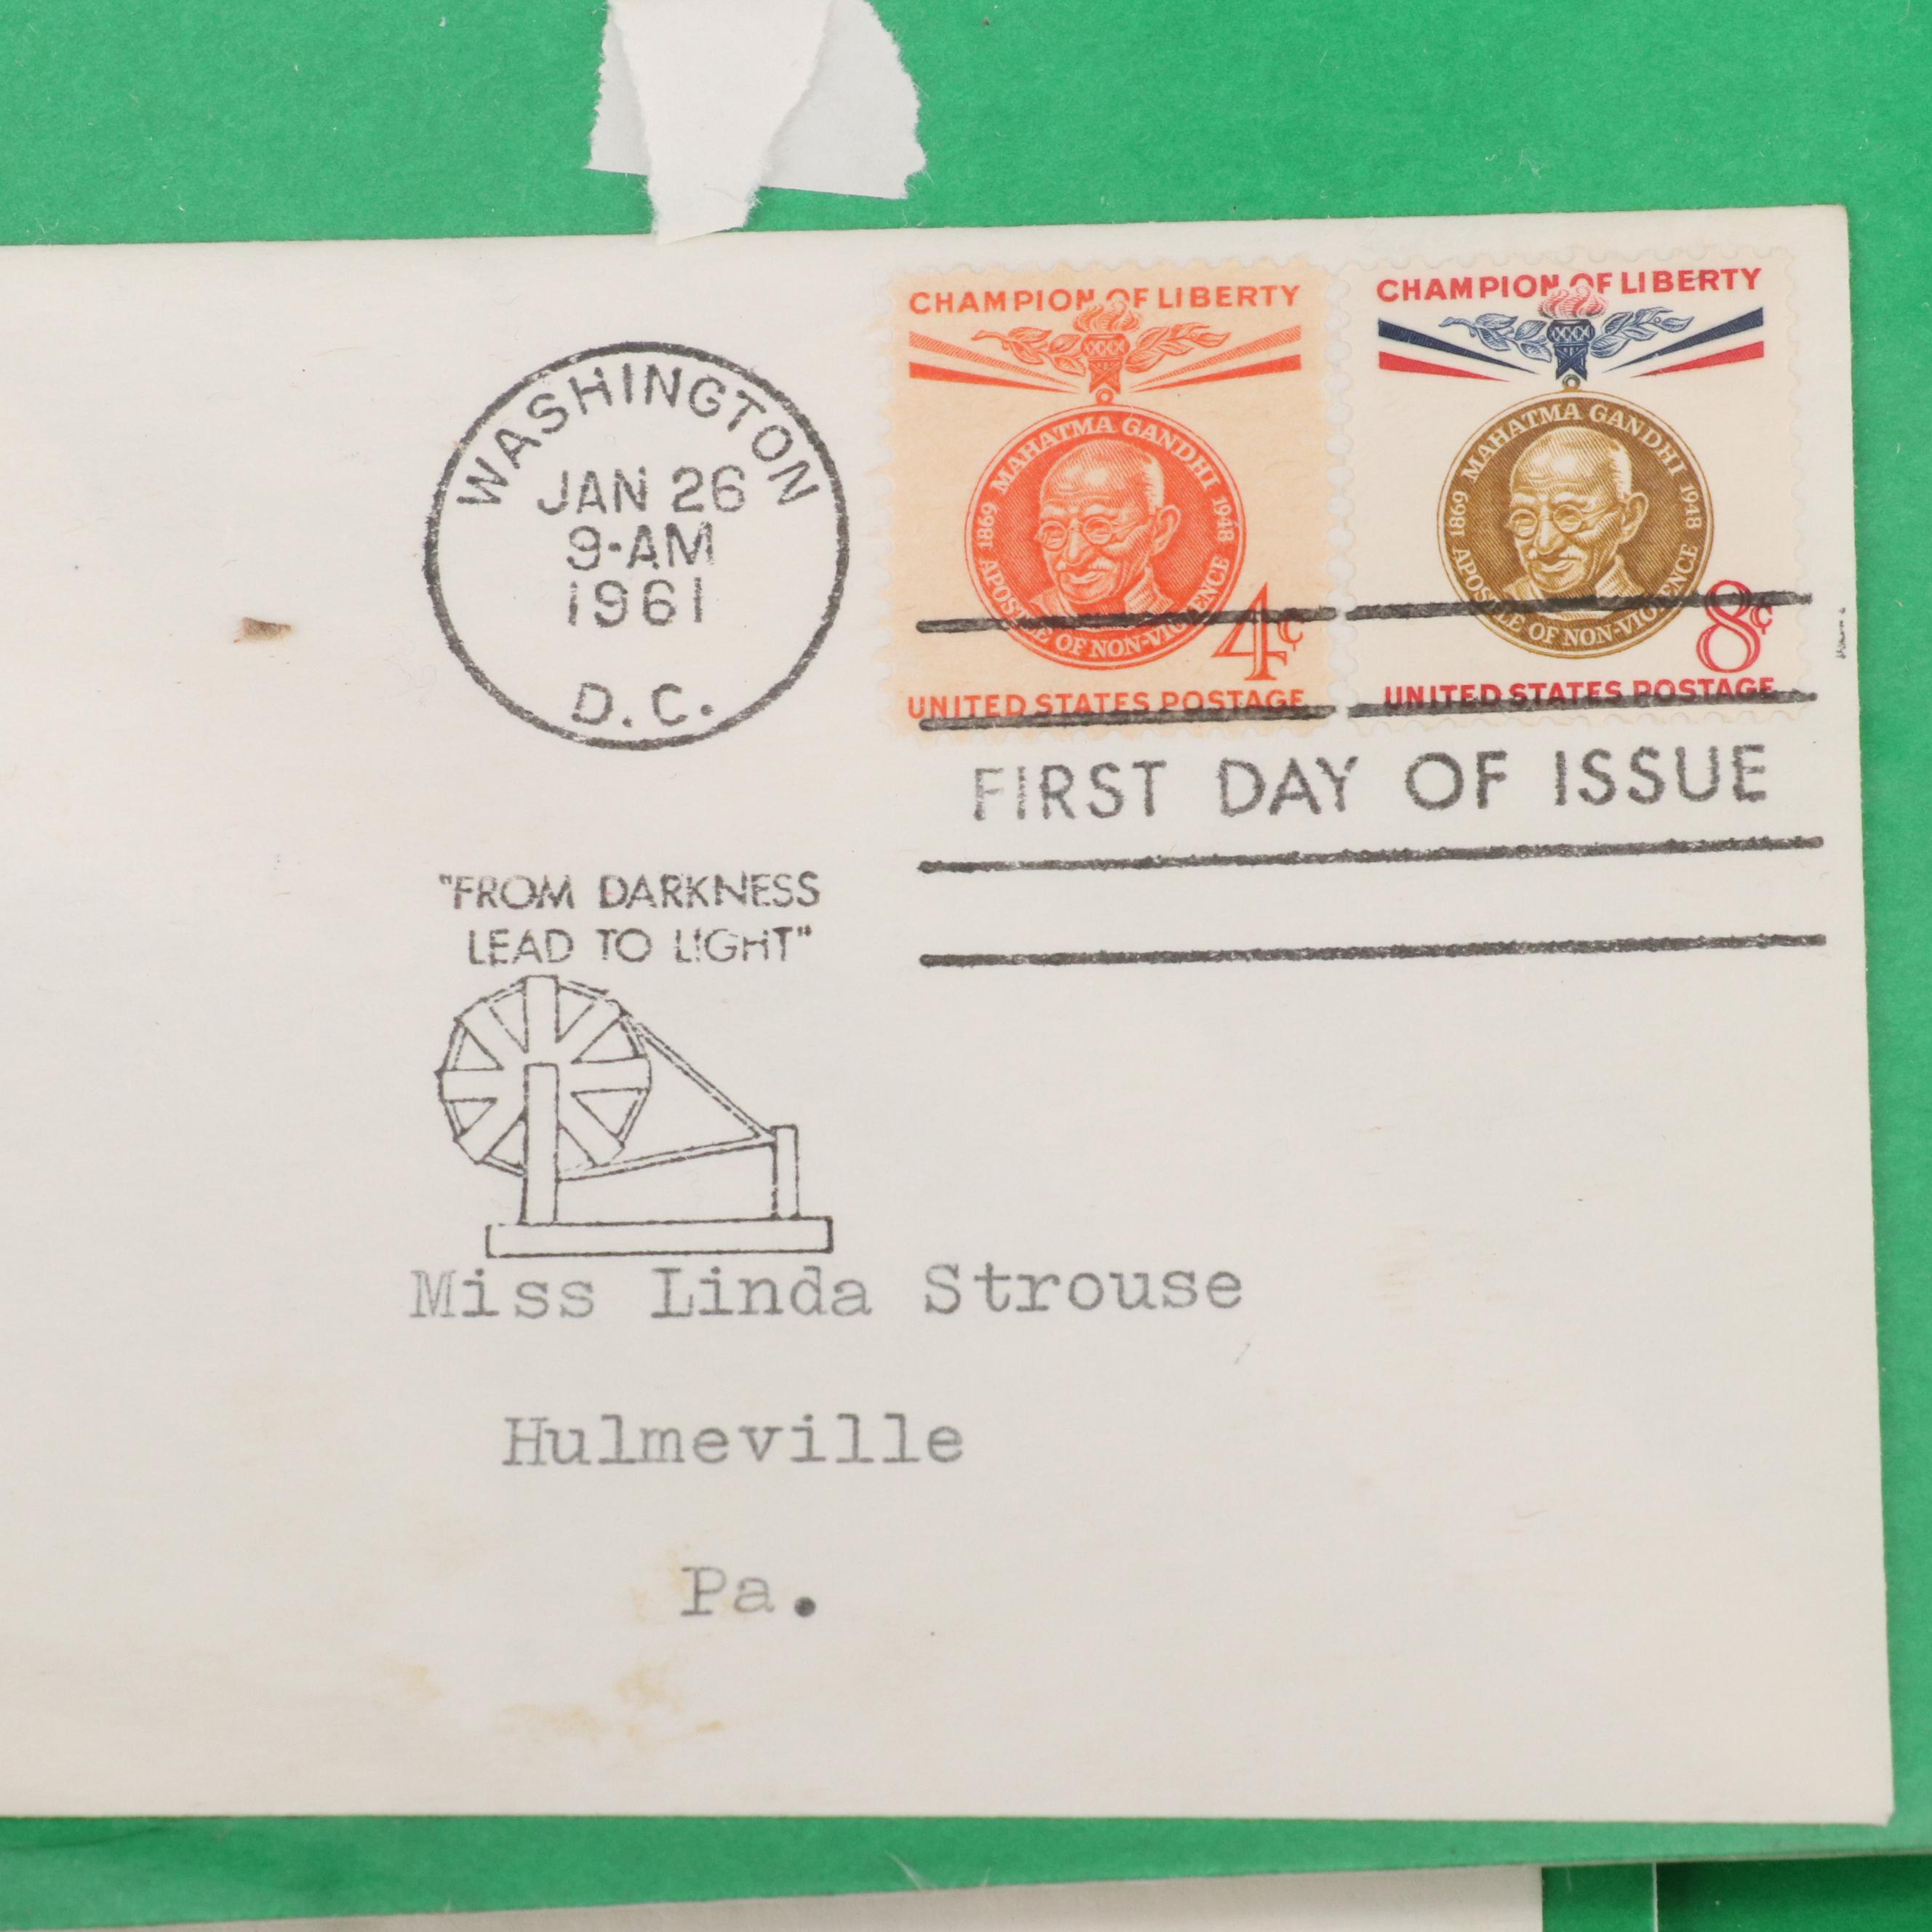 CHAMPION OF LIBERTY
MAHATMA GANDHI
1869 1948
APOSTLE OF NON-VIOLENCE
4¢
UNITED STATES POSTAGE
CHAMPION OF LIBERTY
MAHATMA GANDHI
1869 1948
APOSTLE OF NON-VIOLENCE
8¢
UNITED STATES POSTAGE
WASHINGTON
JAN 26
9-AM
1961
D.C.
FIRST DAY OF ISSUE
"FROM DARKNESS
LEAD TO LIGHT"
Miss Linda Strouse
Hulmeville
Pa.